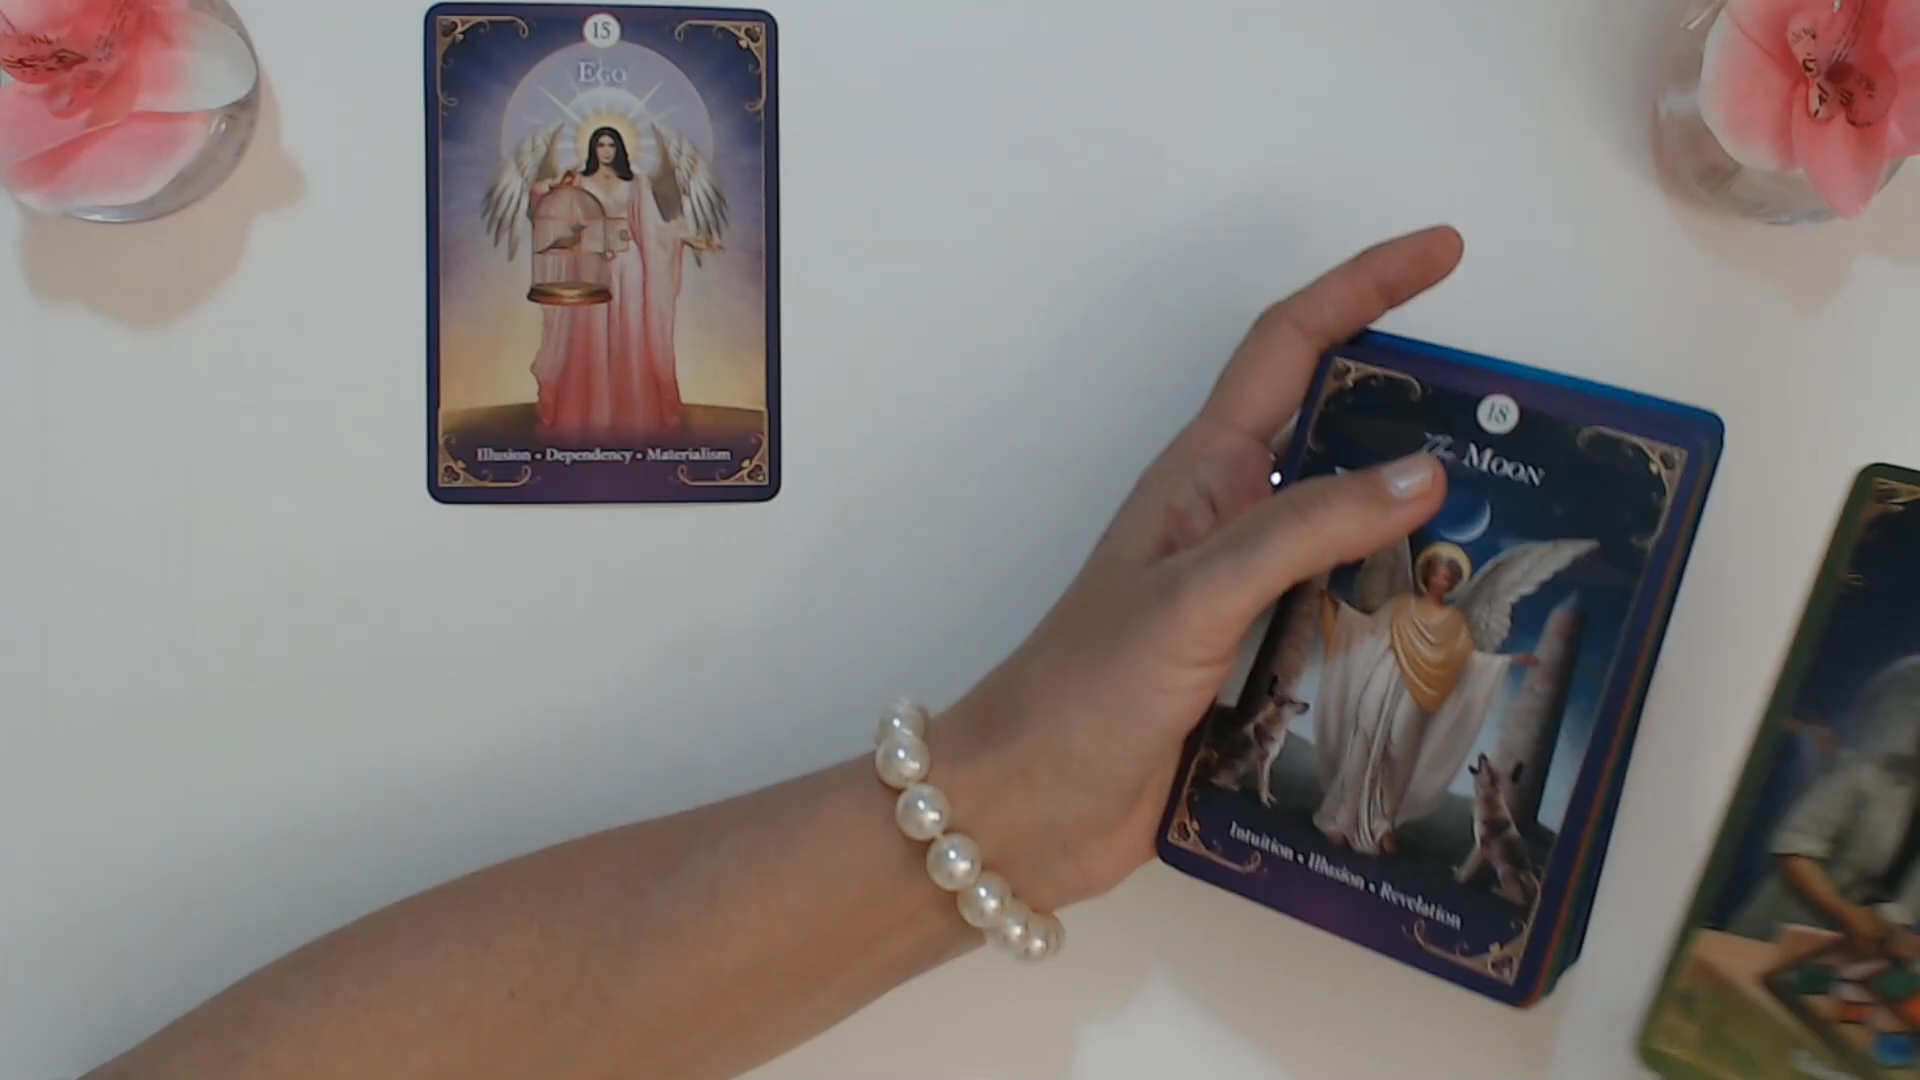 15
EGO
Illusion • Dependency • Materialism
18
The MOON
Intuition • Illusion • Revelation